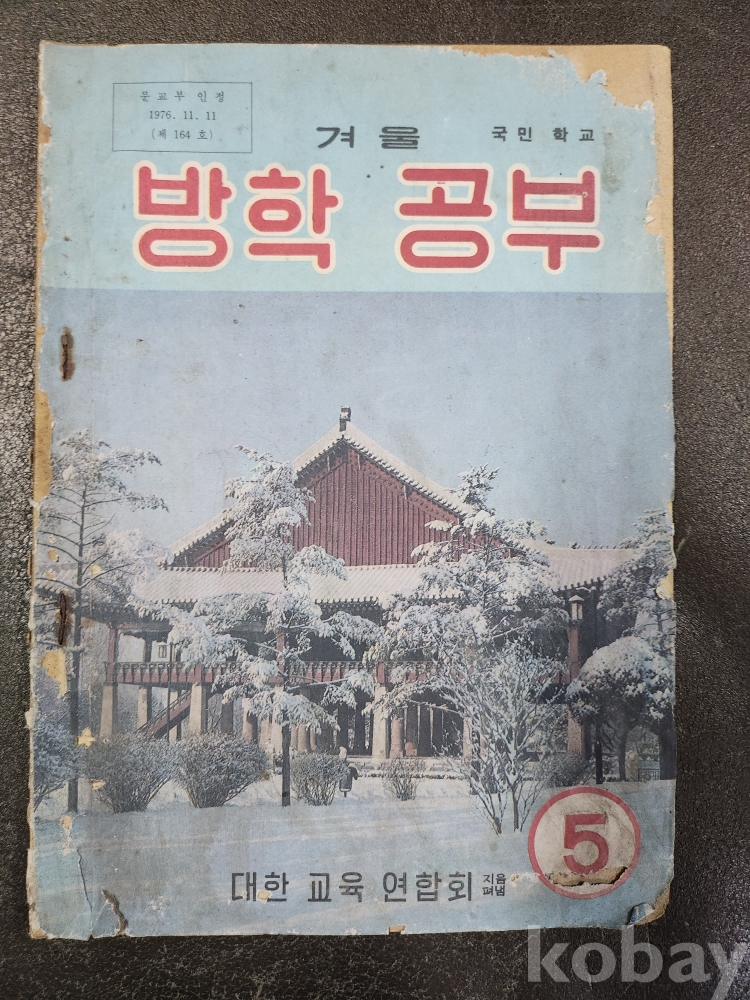 문교부 인정
1976. 11. 11
(제 164 호)
겨울 국민 학교
방학 공부
5
대한 교육 연합회 지음 펴냄
kobay